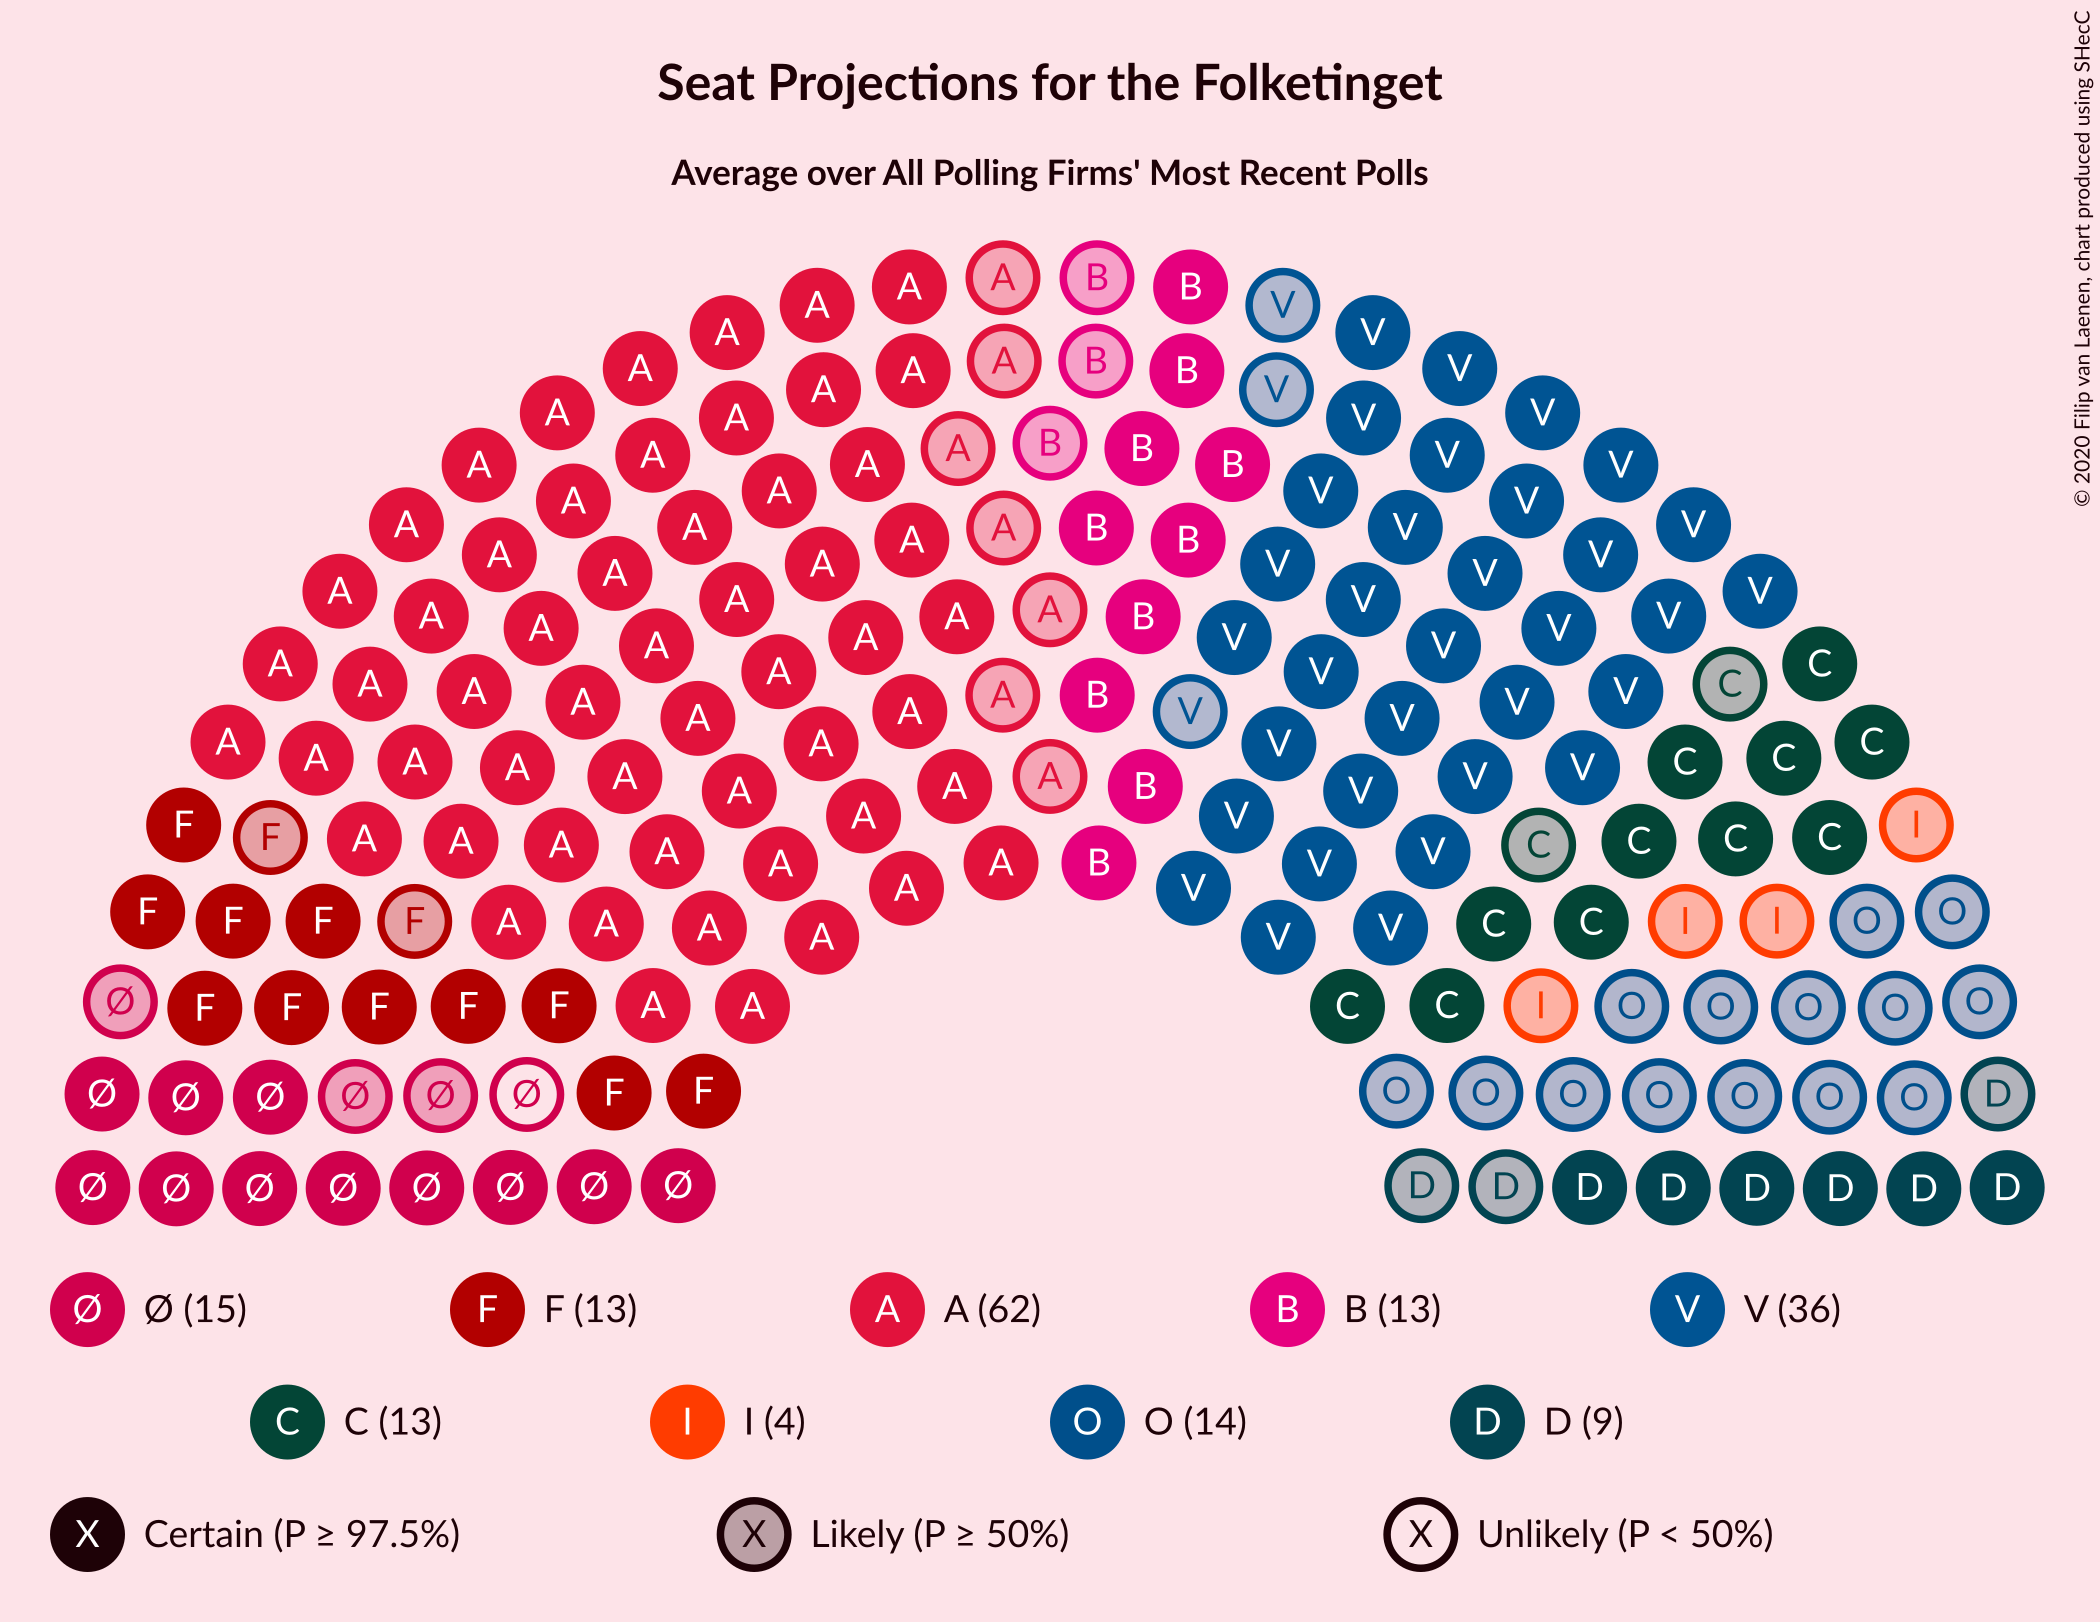 Seat Projections for the Folketinget
Average over All Polling Firms' Most Recent Polls
© 2020 Filip van Laenen, chart produced using SHecC
A A B B V
A A V
A A A B B V V
A V V
A A A B B B V V
A A V V
A A A A A B B V V V V
A A V V
A A A A B V V V V
A A A A B V V V V
C A A A A B V V V V C
A A A A A B V V V V C C
A A A A A V V V C C C
F F A A A A A B V V C C C C I
F F F F A A A A V V V C C I I O O
Ø F F F F F A A C C I O O O O O
Ø Ø Ø Ø Ø Ø F F O O O O O O O D
Ø Ø Ø Ø Ø Ø Ø Ø D D D D D D D D
Ø Ø (15) F F (13) A A (62) B B (13) V V (36)
C C (13) I I (4) O O (14) D D (9)
X Certain (P ≥ 97.5%) X Likely (P ≥ 50%) X Unlikely (P < 50%)